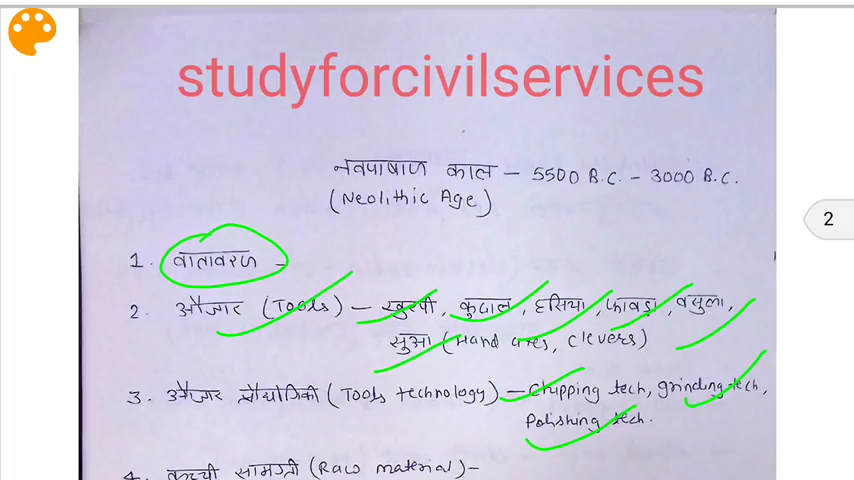 studyforcivilservices
नवपाषाण काल – 5500 B.C. – 3000 B.C.
(Neolithic Age)
2
1. वातावरण –
2. औजार (Tools) – खुरपी, कुदाल, हसिया, फावड़ा, वसुला,
सुआ (Hand axes, Clevers)
3. औजार प्रौद्योगिकी (Tools technology) – Chipping tech, grinding tech,
Polishing tech.
4. कच्ची सामग्री (Raw material) –